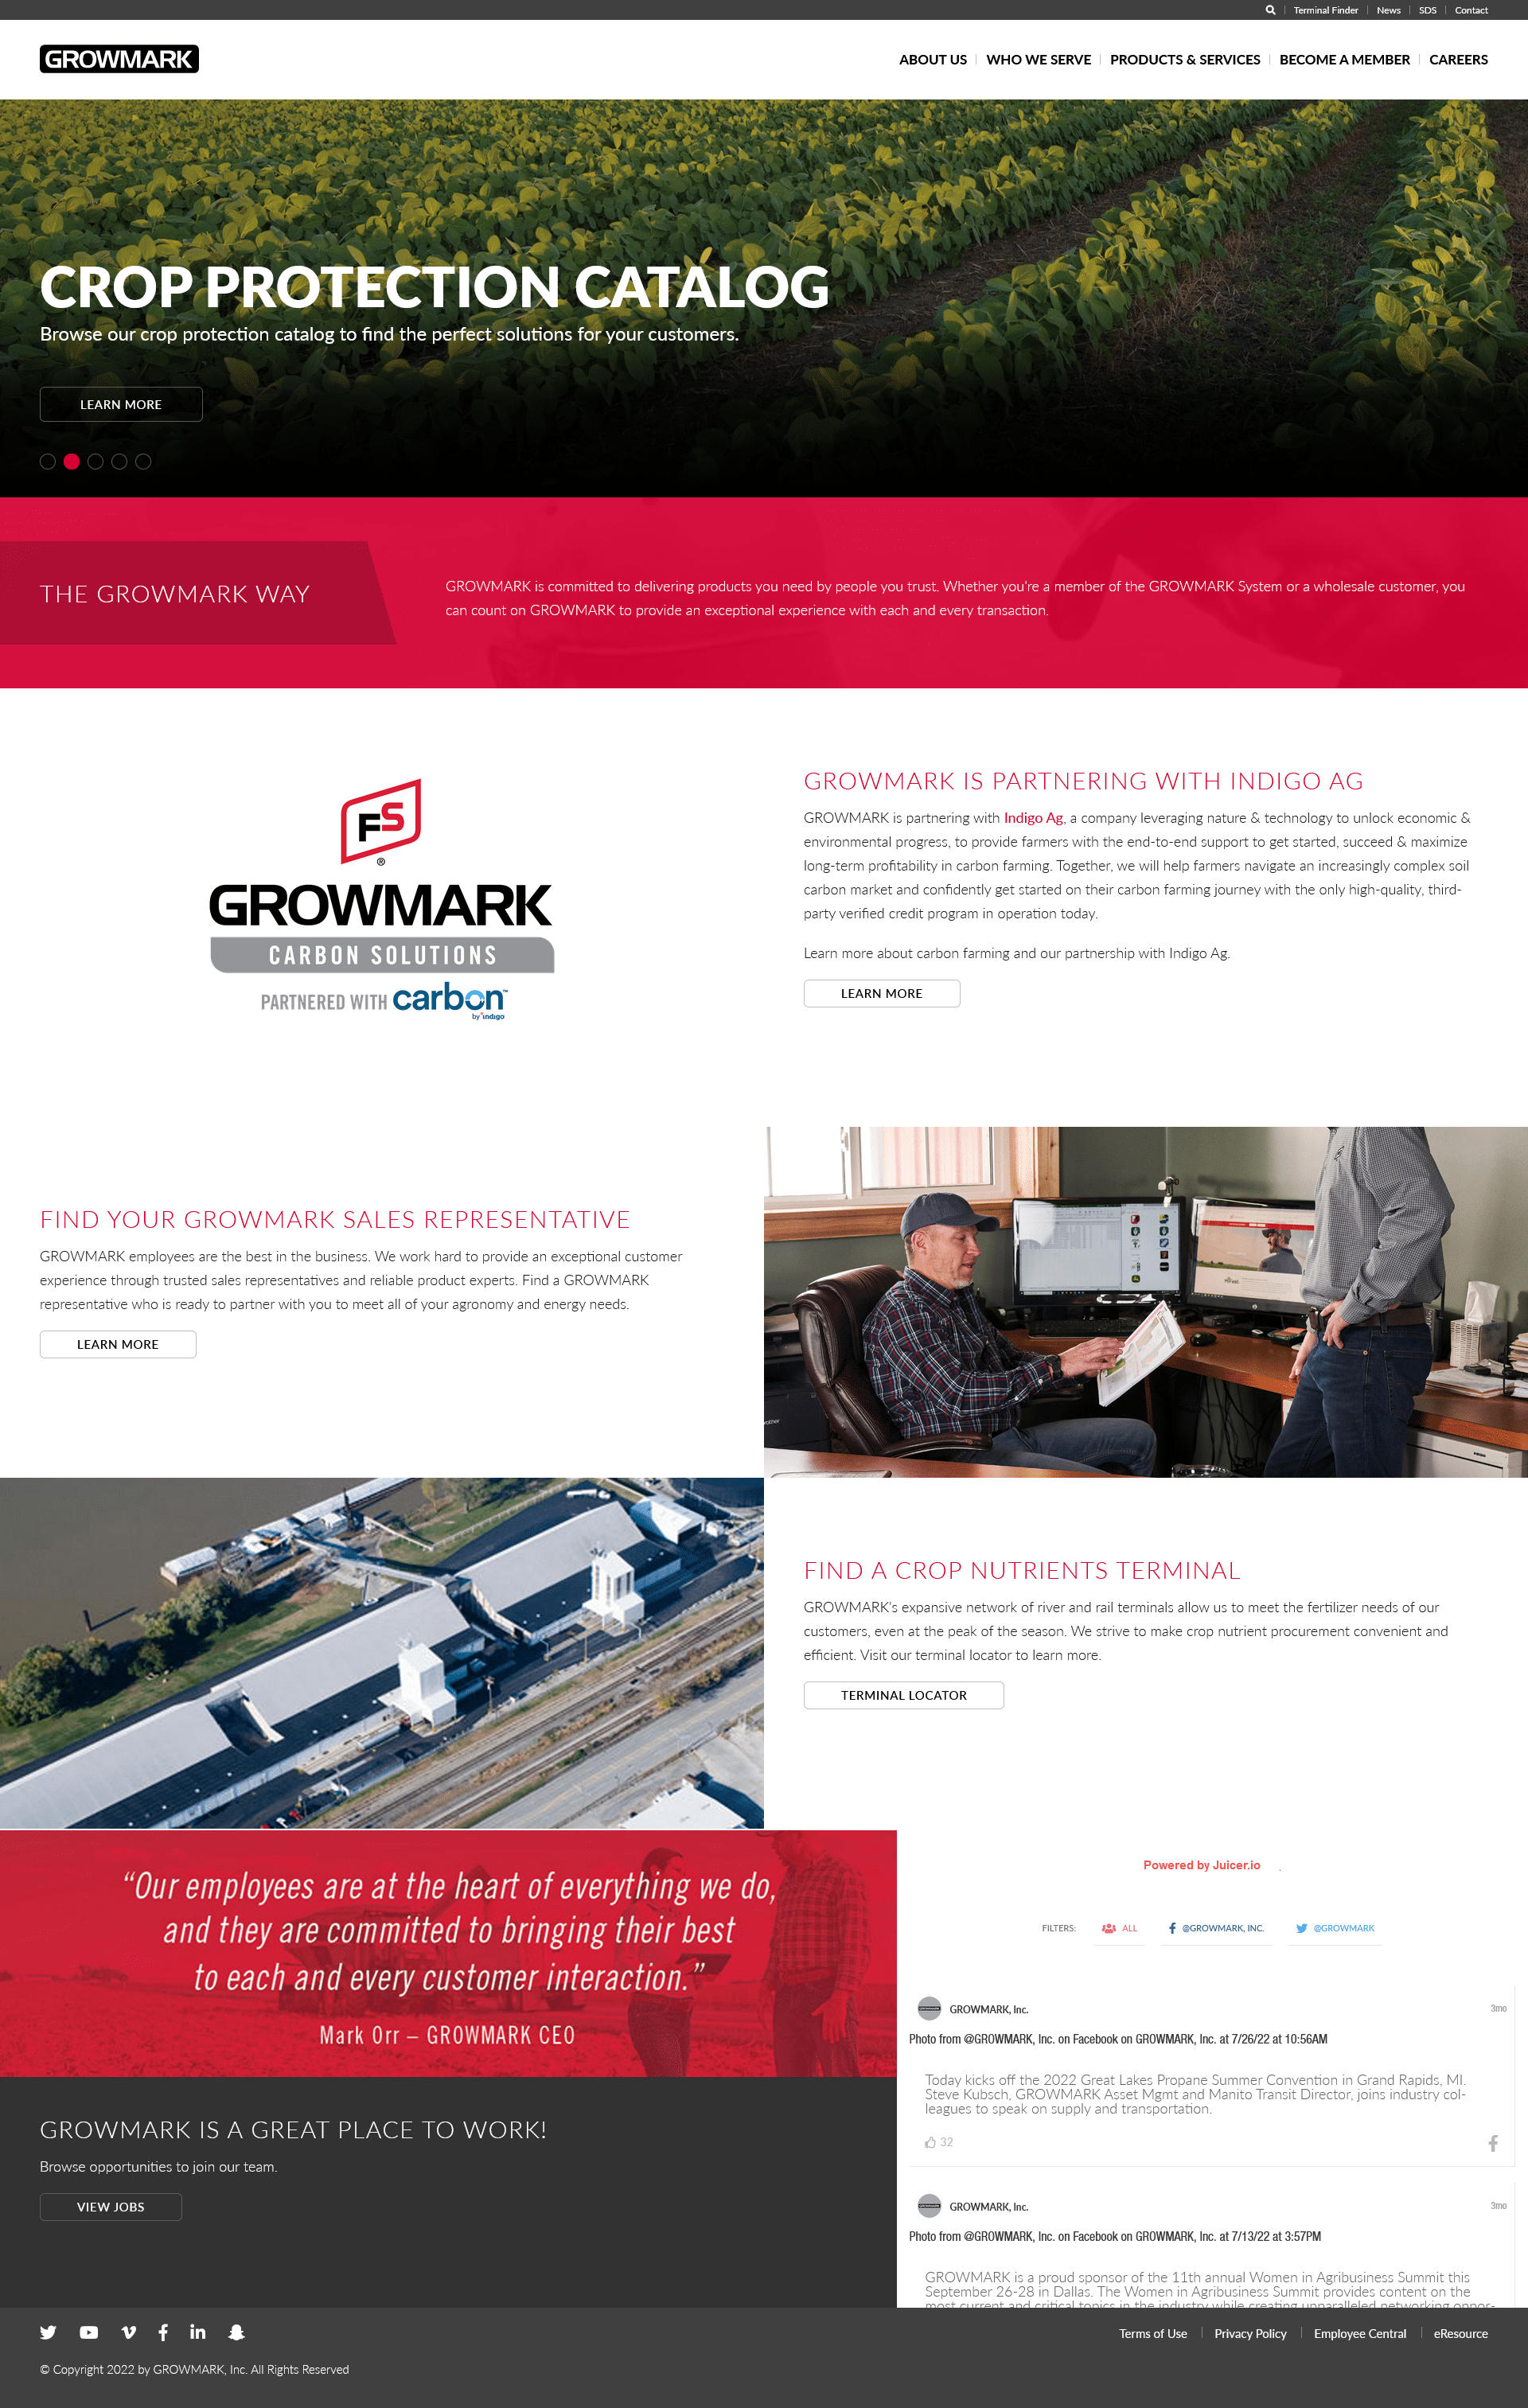 Terminal Finder
News
SDS
Contact
GROWMARK
ABOUT US
WHO WE SERVE
PRODUCTS & SERVICES
BECOME A MEMBER
CAREERS
CROP PROTECTION CATALOG
Browse our crop protection catalog to find the perfect solutions for your customers.
LEARN MORE
THE GROWMARK WAY
GROWMARK is committed to delivering products you need by people you trust. Whether you're a member of the GROWMARK System or a wholesale customer, you
can count on GROWMARK to provide an exceptional experience with each and every transaction.
FS
®
GROWMARK
CARBON SOLUTIONS
PARTNERED WITH carbon™
by indigo
GROWMARK IS PARTNERING WITH INDIGO AG
GROWMARK is partnering with Indigo Ag, a company leveraging nature & technology to unlock economic &
environmental progress, to provide farmers with the end-to-end support to get started, succeed & maximize
long-term profitability in carbon farming. Together, we will help farmers navigate an increasingly complex soil
carbon market and confidently get started on their carbon farming journey with the only high-quality, third-
party verified credit program in operation today.
Learn more about carbon farming and our partnership with Indigo Ag.
LEARN MORE
FIND YOUR GROWMARK SALES REPRESENTATIVE
GROWMARK employees are the best in the business. We work hard to provide an exceptional customer
experience through trusted sales representatives and reliable product experts. Find a GROWMARK
representative who is ready to partner with you to meet all of your agronomy and energy needs.
LEARN MORE
FIND A CROP NUTRIENTS TERMINAL
GROWMARK's expansive network of river and rail terminals allow us to meet the fertilizer needs of our
customers, even at the peak of the season. We strive to make crop nutrient procurement convenient and
efficient. Visit our terminal locator to learn more.
TERMINAL LOCATOR
“Our employees are at the heart of everything we do,
and they are committed to bringing their best
to each and every customer interaction.”
Mark Orr – GROWMARK CEO
GROWMARK IS A GREAT PLACE TO WORK!
Browse opportunities to join our team.
VIEW JOBS
Powered by Juicer.io
FILTERS:
ALL
@GROWMARK, INC.
@GROWMARK
GROWMARK, Inc.
3mo
Photo from @GROWMARK, Inc. on Facebook on GROWMARK, Inc. at 7/26/22 at 10:56AM
Today kicks off the 2022 Great Lakes Propane Summer Convention in Grand Rapids, MI.
Steve Kubsch, GROWMARK Asset Mgmt and Manito Transit Director, joins industry col-
leagues to speak on supply and transportation.
32
GROWMARK, Inc.
3mo
Photo from @GROWMARK, Inc. on Facebook on GROWMARK, Inc. at 7/13/22 at 3:57PM
GROWMARK is a proud sponsor of the 11th annual Women in Agribusiness Summit this
September 26-28 in Dallas. The Women in Agribusiness Summit provides content on the
most current and critical topics in the industry while creating unparalleled networking oppor-
Terms of Use
Privacy Policy
Employee Central
eResource
© Copyright 2022 by GROWMARK, Inc. All Rights Reserved